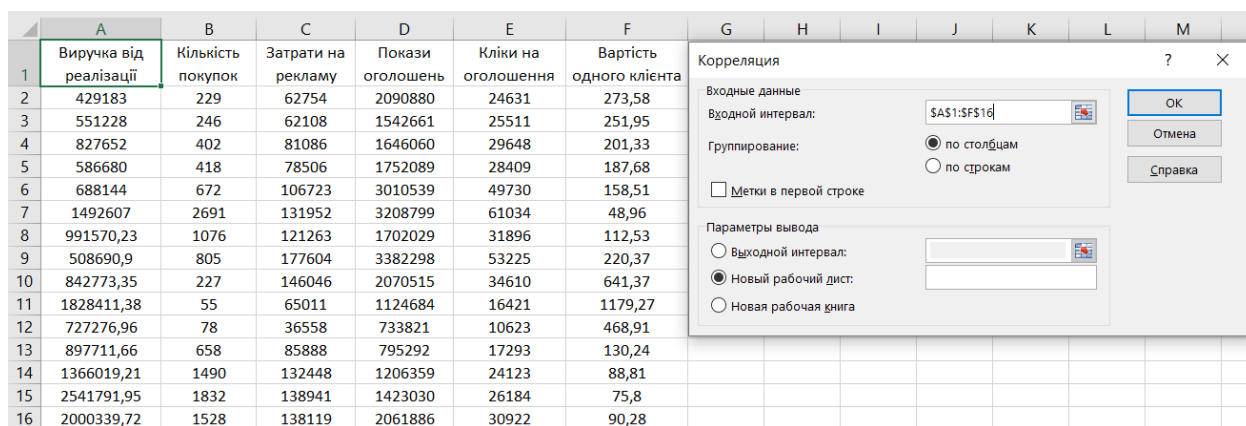 A B C D E F G H I J K L M
1 Виручка від реалізації Кількість покупок Затрати на рекламу Покази оголошень Кліки на оголошення Вартість одного клієнта
2 429183 229 62754 2090880 24631 273,58
3 551228 246 62108 1542661 25511 251,95
4 827652 402 81086 1646060 29648 201,33
5 586680 418 78506 1752089 28409 187,68
6 688144 672 106723 3010539 49730 158,51
7 1492607 2691 131952 3208799 61034 48,96
8 991570,23 1076 121263 1702029 31896 112,53
9 508690,9 805 177604 3382298 53225 220,37
10 842773,35 227 146046 2070515 34610 641,37
11 1828411,38 55 65011 1124684 16421 1179,27
12 727276,96 78 36558 733821 10623 468,91
13 897711,66 658 85888 795292 17293 130,24
14 1366019,21 1490 132448 1206359 24123 88,81
15 2541791,95 1832 138941 1423030 26184 75,8
16 2000339,72 1528 138119 2061886 30922 90,28
Корреляция ? ×
Входные данные
Входной интервал: $A$1:$F$16 ОК
Отмена
Группирование: по столбцам
по строкам Справка
Метки в первой строке
Параметры вывода
Выходной интервал:
Новый рабочий лист:
Новая рабочая книга